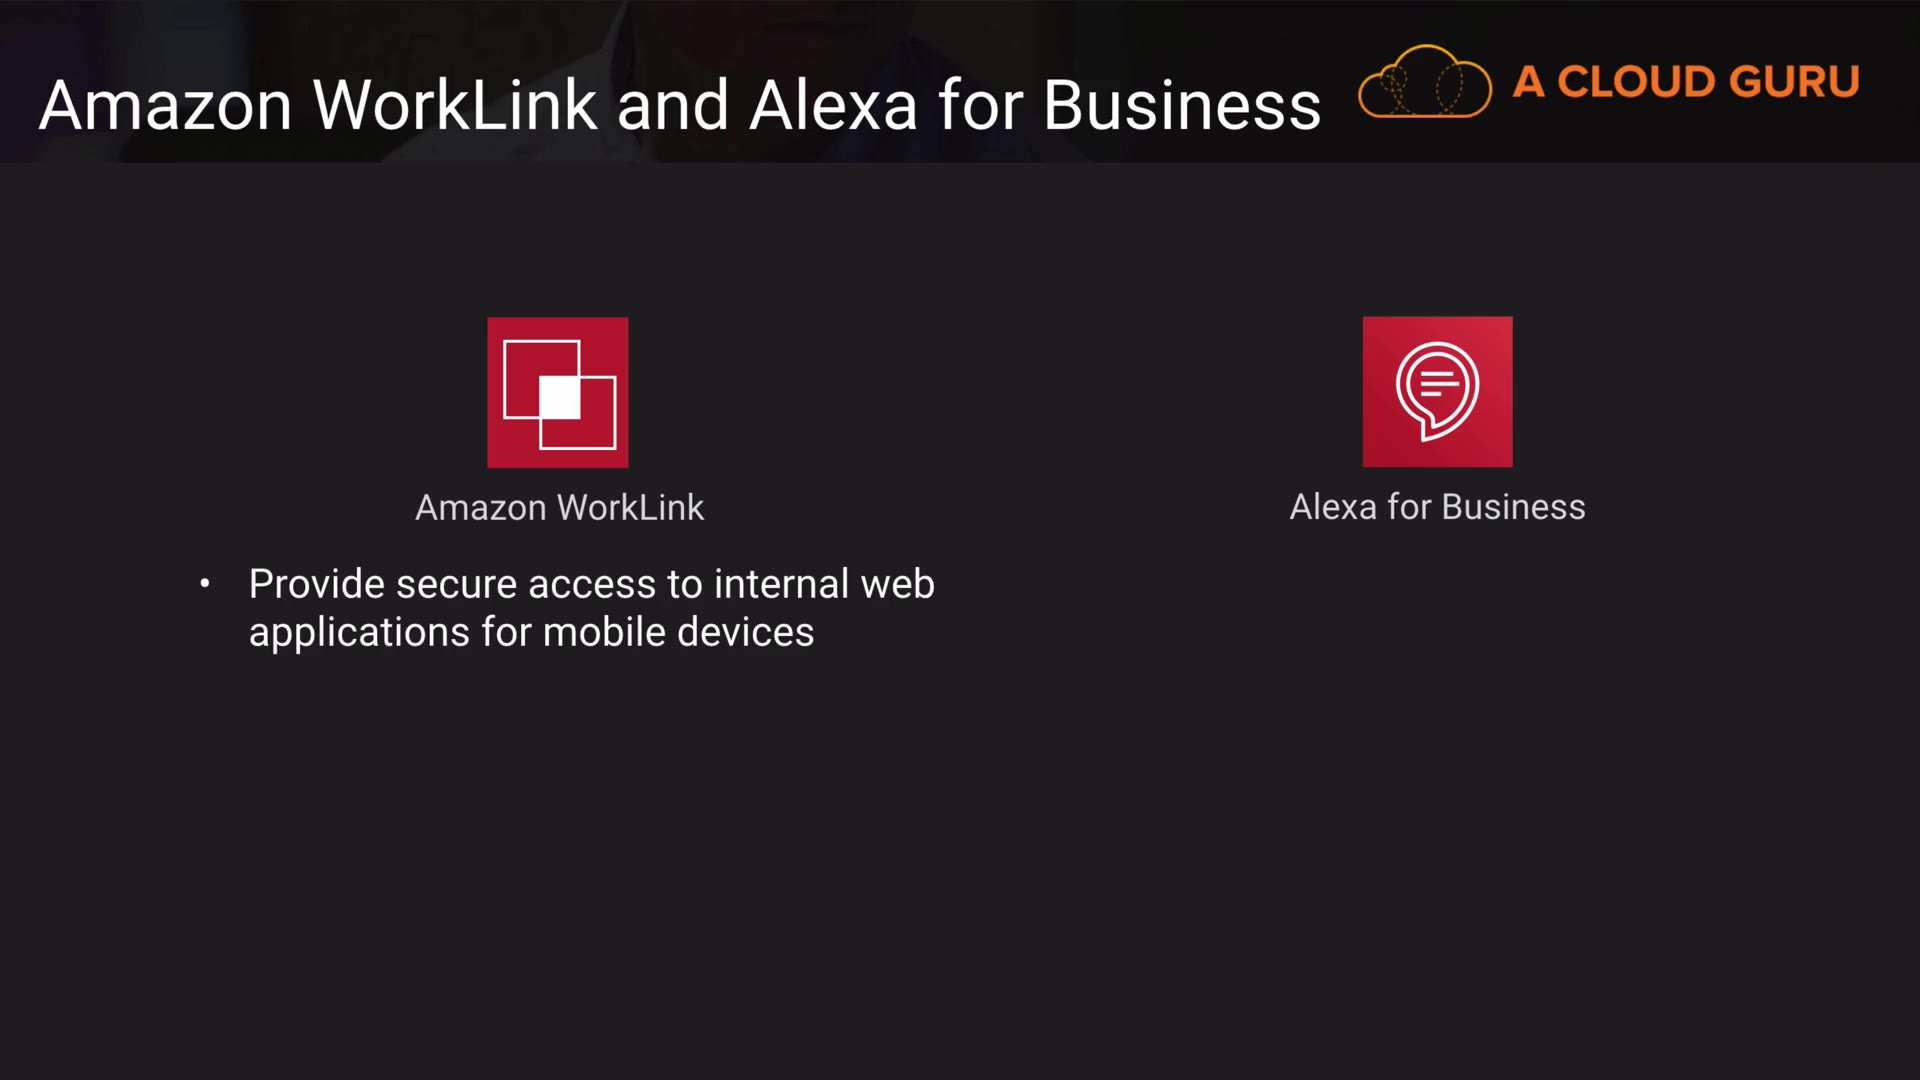 Amazon WorkLink and Alexa for Business
A CLOUD GURU
Amazon WorkLink
Alexa for Business
• Provide secure access to internal web
applications for mobile devices